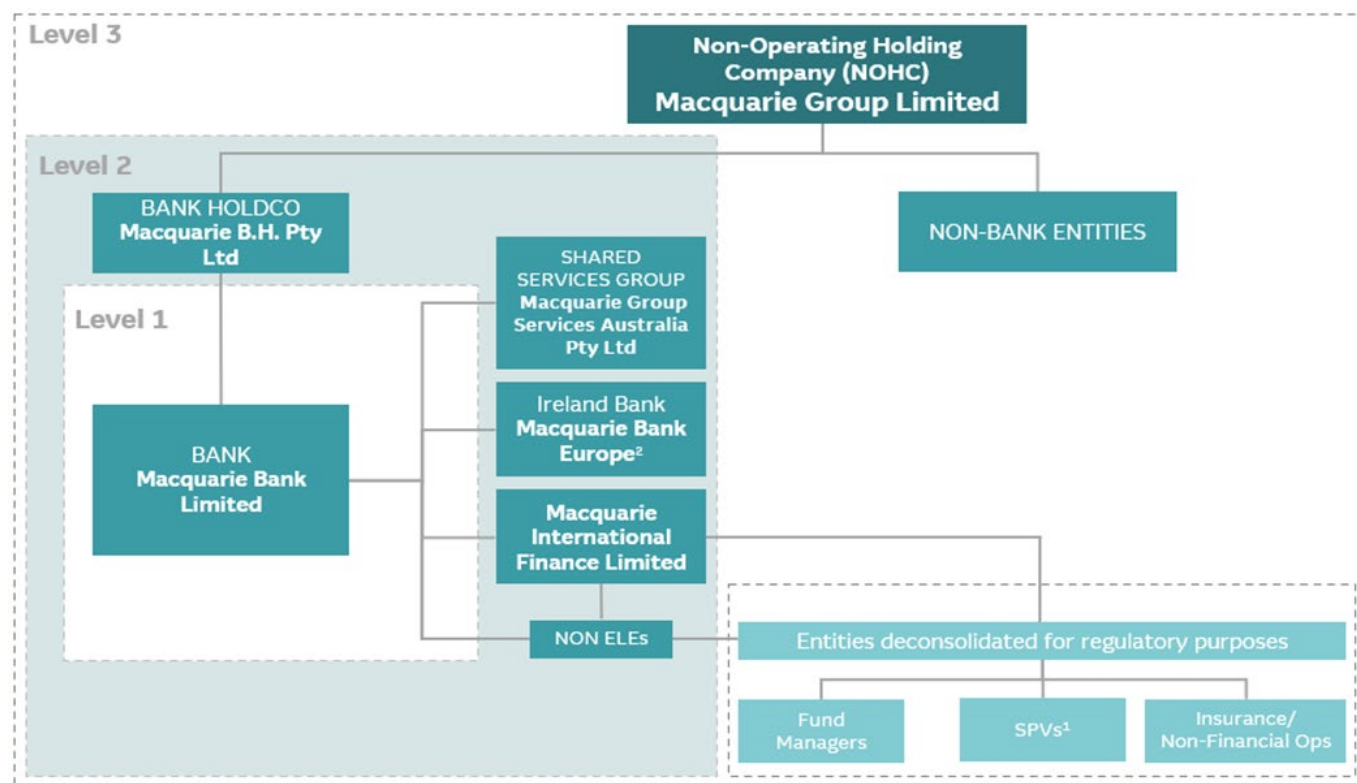 Level 3
Non-Operating Holding
Company (NOHC)
Macquarie Group Limited
Level 2
BANK HOLDCO
Macquarie B.H. Pty
Ltd
NON-BANK ENTITIES
SHARED
SERVICES GROUP
Macquarie Group
Services Australia
Pty Ltd
Level 1
Ireland Bank
Macquarie Bank
Europe²
BANK
Macquarie Bank
Limited
Macquarie
International
Finance Limited
NON ELEs
Entities deconsolidated for regulatory purposes
Fund
Managers
SPVs¹
Insurance/
Non-Financial Ops